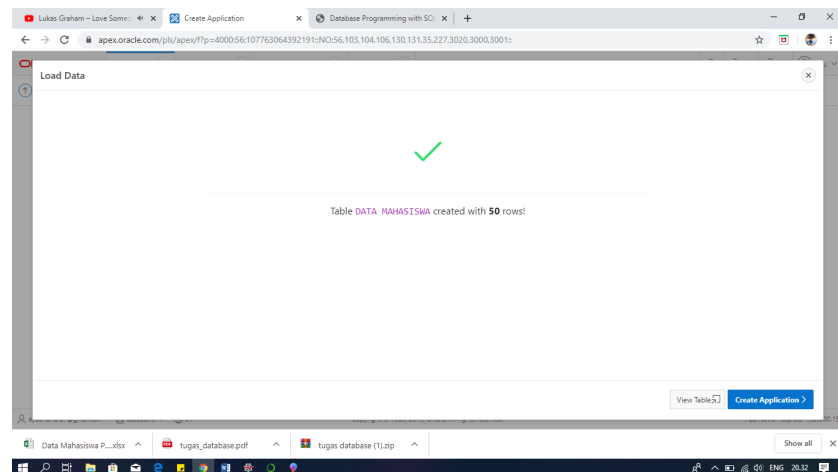 Lukas Graham – Love Some
Create Application
Database Programming with SQ
apex.oracle.com/pls/apex/f?p=4000:56:107763064392191::NO:56,103,104,106,130,131,35,227,3020,3000,3001::
Load Data
Table DATA MAHASISWA created with 50 rows!
View Table
Create Application
Data Mahasiswa P....xlsx
tugas_database.pdf
tugas database (1).zip
Show all
ENG
20.32